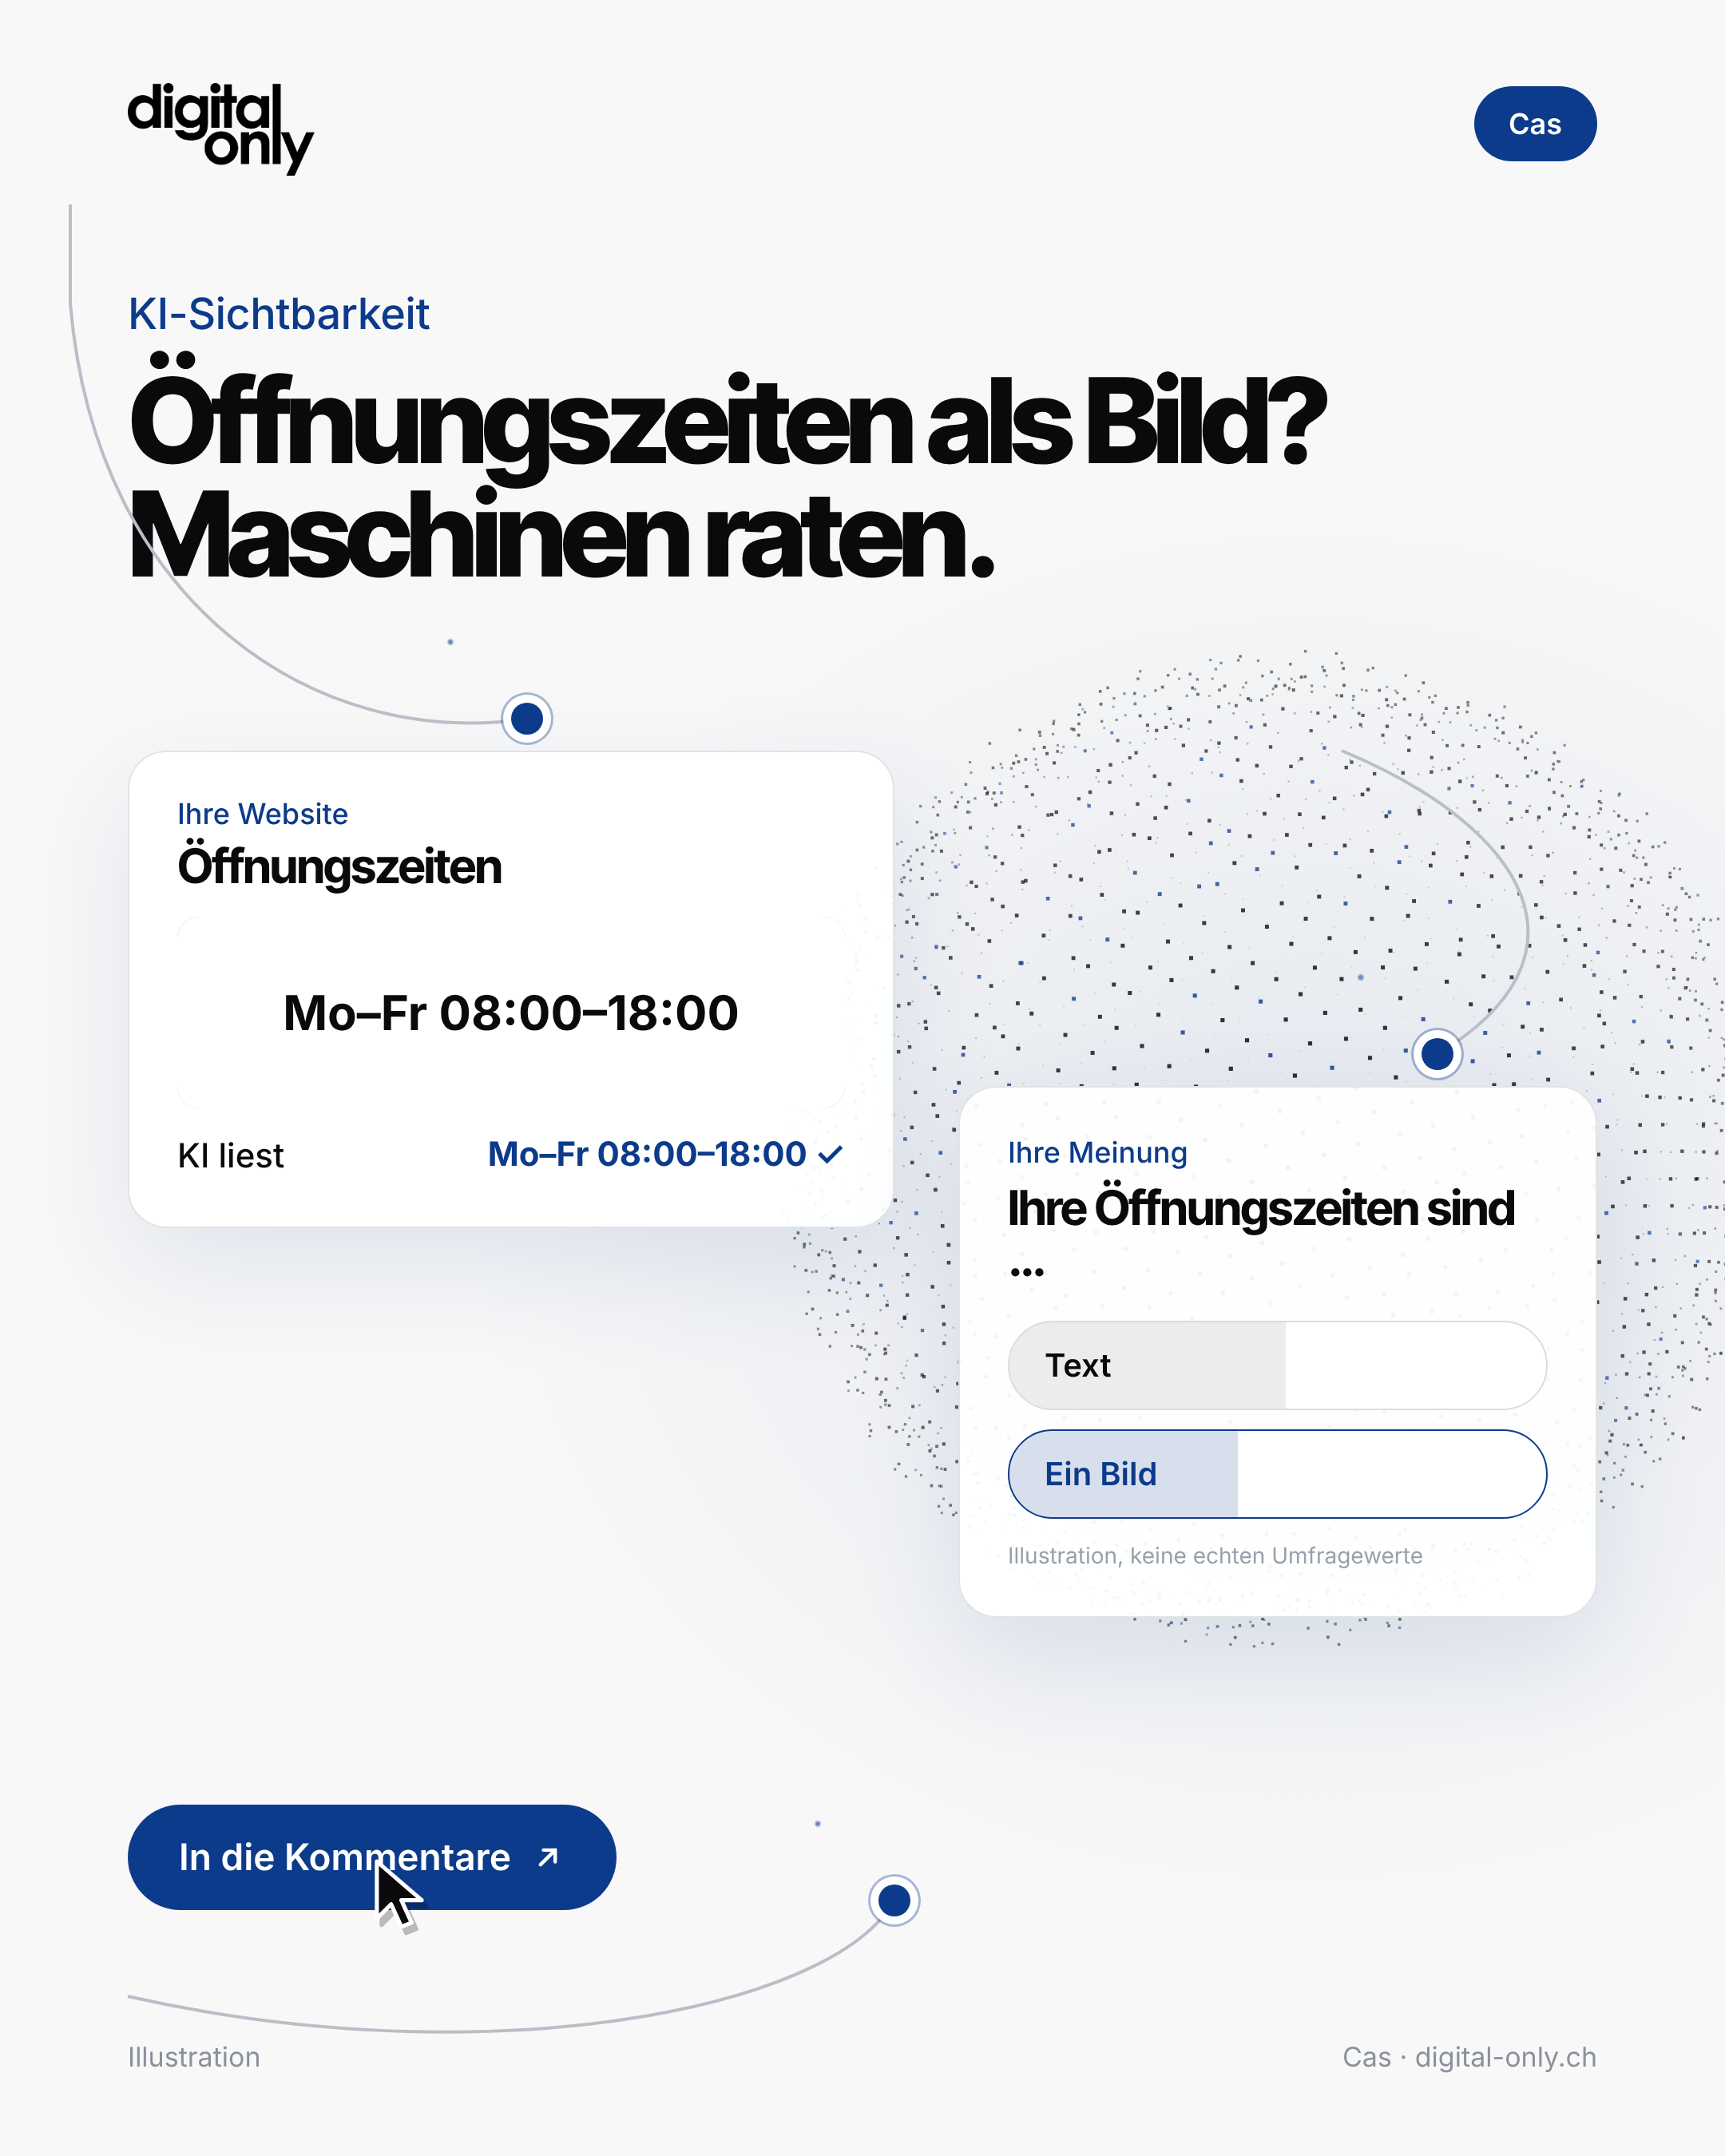 digital
only
Cas
KI-Sichtbarkeit
Öffnungszeiten als Bild?
Maschinen raten.
Ihre Website
Öffnungszeiten
Mo–Fr 08:00–18:00
KI liest
Mo–Fr 08:00–18:00 ✓
Ihre Meinung
Ihre Öffnungszeiten sind
...
Text
Ein Bild
Illustration, keine echten Umfragewerte
In die Kommentare ↗
Illustration
Cas · digital-only.ch